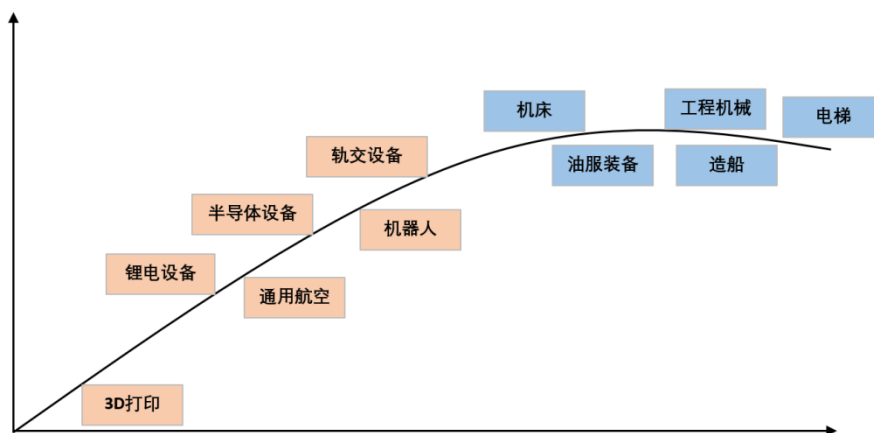 机床
工程机械
电梯
轨交设备
油服装备
造船
半导体设备
机器人
锂电设备
通用航空
3D打印